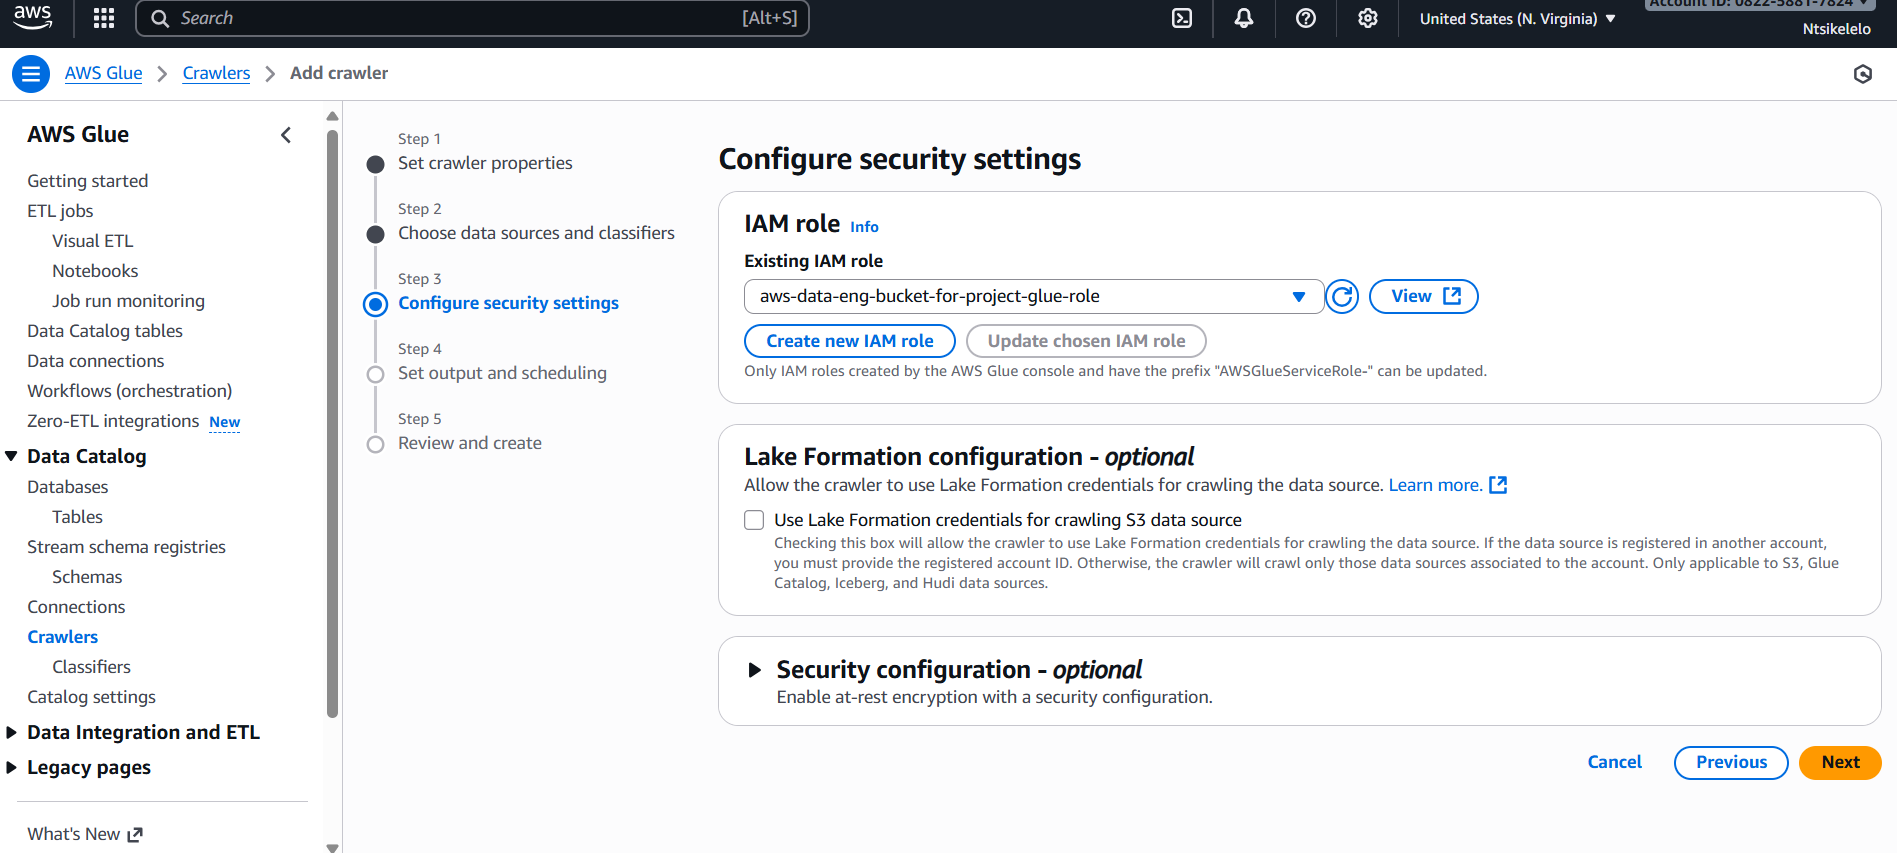 aws
Search
[Alt+S]
United States (N. Virginia)
Account ID: 0822-5881-7824
Ntsikelelo
AWS Glue
Crawlers
Add crawler
AWS Glue
Getting started
ETL jobs
Visual ETL
Notebooks
Job run monitoring
Data Catalog tables
Data connections
Workflows (orchestration)
Zero-ETL integrations New
Data Catalog
Databases
Tables
Stream schema registries
Schemas
Connections
Crawlers
Classifiers
Catalog settings
Data Integration and ETL
Legacy pages
What's New
Step 1
Set crawler properties
Step 2
Choose data sources and classifiers
Step 3
Configure security settings
Step 4
Set output and scheduling
Step 5
Review and create
Configure security settings
IAM role Info
Existing IAM role
aws-data-eng-bucket-for-project-glue-role
View
Create new IAM role
Update chosen IAM role
Only IAM roles created by the AWS Glue console and have the prefix "AWSGlueServiceRole-" can be updated.
Lake Formation configuration - optional
Allow the crawler to use Lake Formation credentials for crawling the data source. Learn more.
Use Lake Formation credentials for crawling S3 data source
Checking this box will allow the crawler to use Lake Formation credentials for crawling the data source. If the data source is registered in another account,
you must provide the registered account ID. Otherwise, the crawler will crawl only those data sources associated to the account. Only applicable to S3, Glue
Catalog, Iceberg, and Hudi data sources.
Security configuration - optional
Enable at-rest encryption with a security configuration.
Cancel
Previous
Next